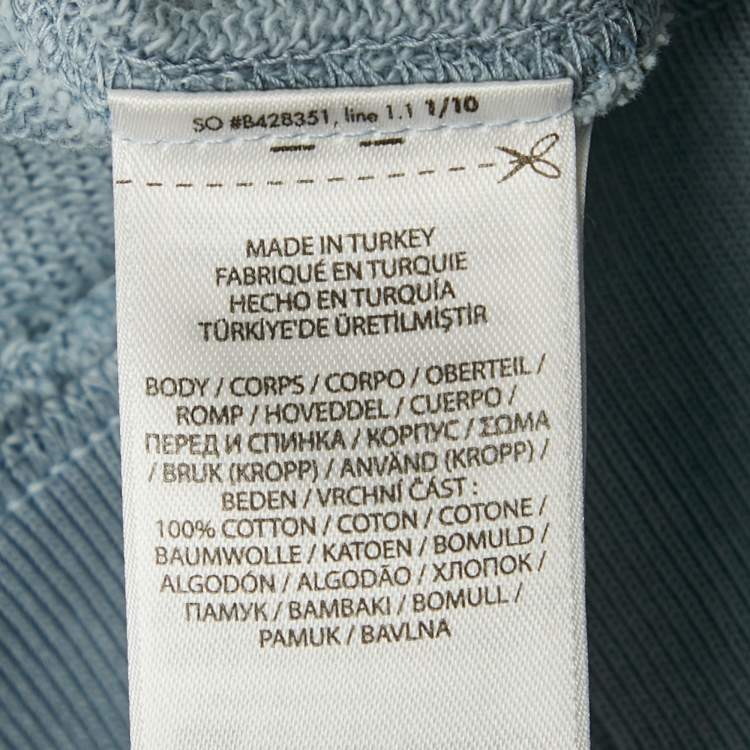 SO #B428351, line 1.1 1/10
MADE IN TURKEY
FABRIQUÉ EN TURQUIE
HECHO EN TURQUÍA
TÜRKİYE'DE ÜRETİLMİŞTİR
BODY / CORPS / CORPO / OBERTEIL /
ROMP / HOVEDDEL / CUERPO /
ПЕРЕД И СПИНКА / КОРПУС / ΣΩΜΑ
/ BRUK (KROPP) / ANVÄND (KROPP) /
BEDEN / VRCHNÍ ČÁST :
100% COTTON / COTON / COTONE /
BAUMWOLLE / KATOEN / BOMULD /
ALGODÓN / ALGODÃO / ХЛОПОК /
ПАМУК / BAMBAKI / BOMULL /
PAMUK / BAVLNA